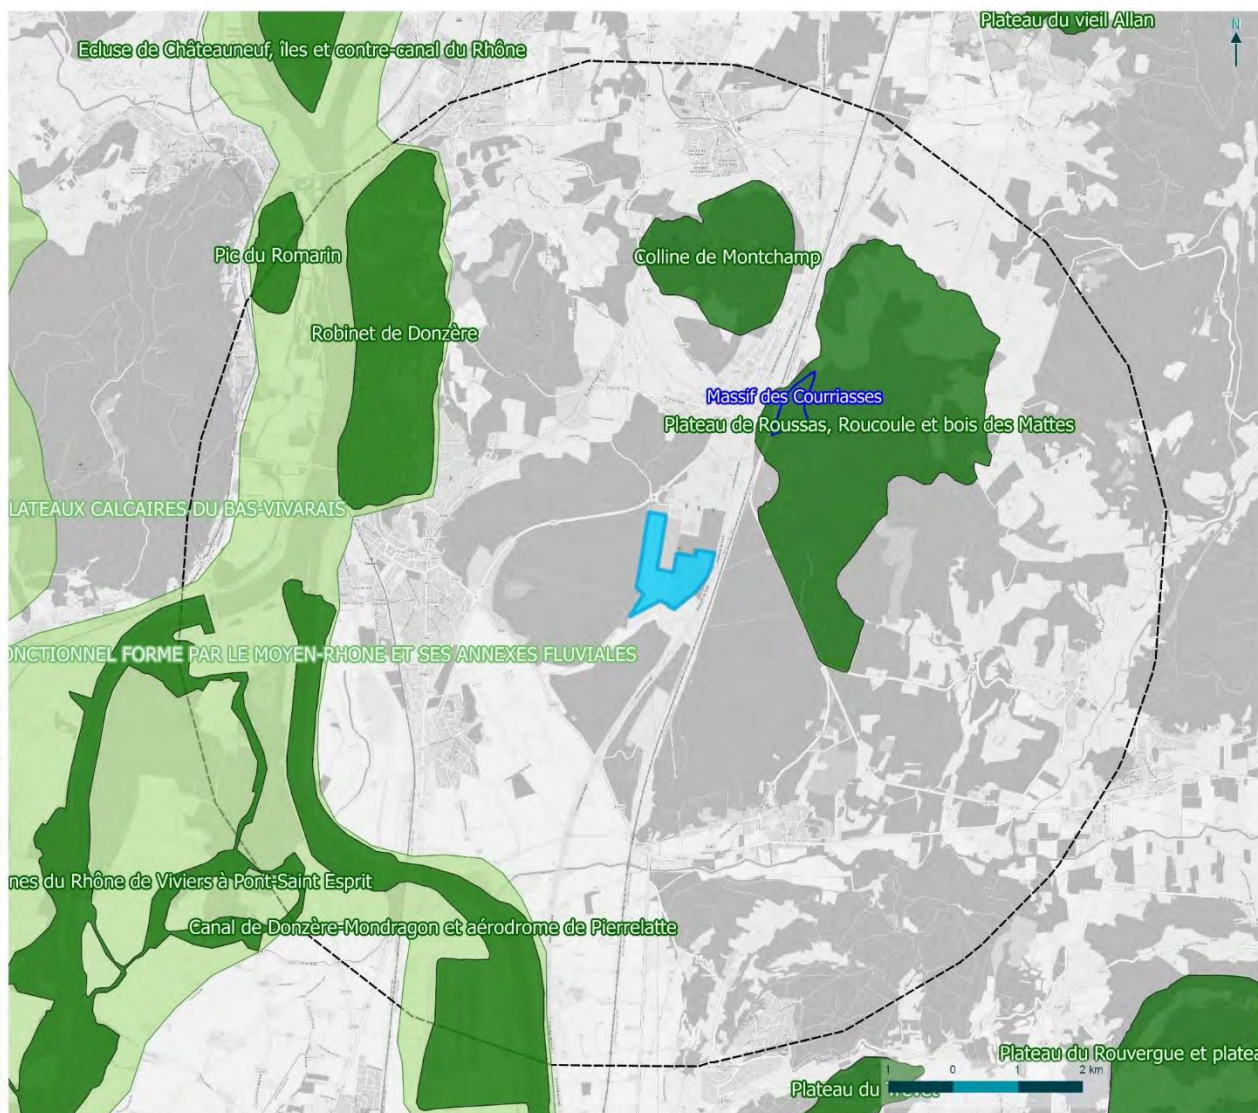 Plateau du vieil Allan
N
Ecluse de Châteauneuf, îles et contre-canal du Rhône
Pic du Romarin
Colline de Montchamp
Robinet de Donzère
Massif des Courriasses
Plateau de Roussas, Roucoule et bois des Mattes
LATEAUX CALCAIRES DU BAS-VIVARAIS
ONCTIONNEL FORME PAR LE MOYEN-RHONE ET SES ANNEXES FLUVIALES
nes du Rhône de Viviers à Pont-Saint Esprit
Canal de Donzère-Mondragon et aérodrome de Pierrelatte
Plateau du Rouvergue et platea
1 0 1 2 km
Plateau du